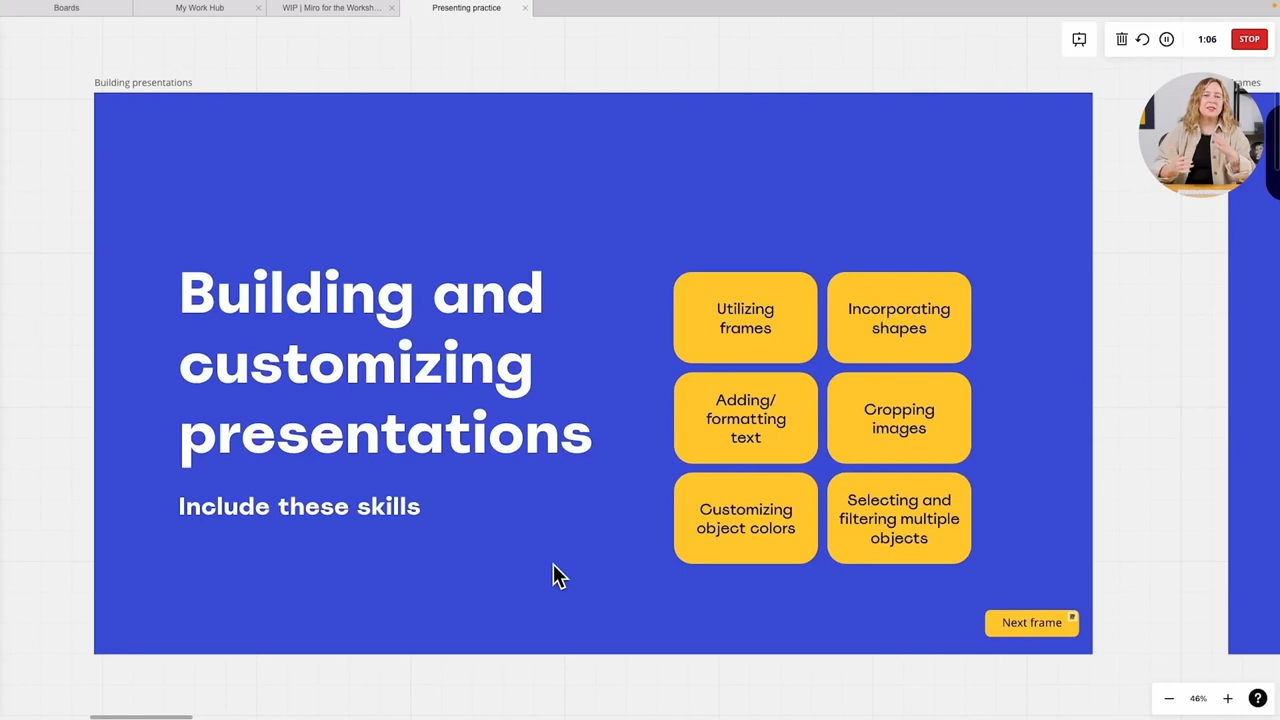 Boards
My Work Hub
WIP | Miro for the Worksh...
Presenting practice
1:06
STOP
Building presentations
ames
Building and
customizing
presentations
Include these skills
Utilizing
frames
Incorporating
shapes
Adding/
formatting
text
Cropping
images
Customizing
object colors
Selecting and
filtering multiple
objects
Next frame
46%
?